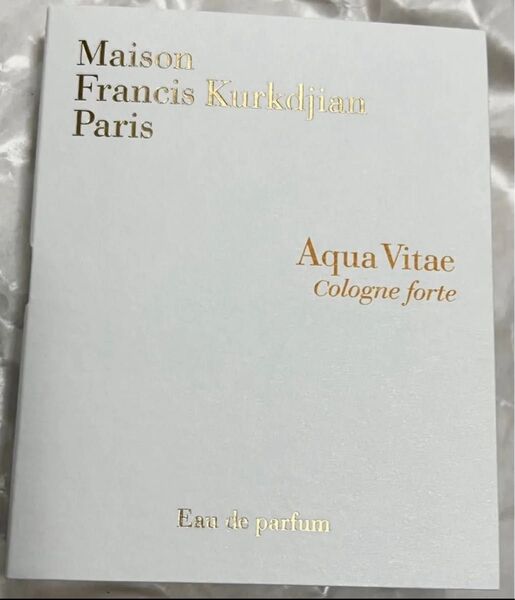 Maison
Francis Kurkdjian
Paris
Aqua Vitae
Cologne forte
Eau de parfum